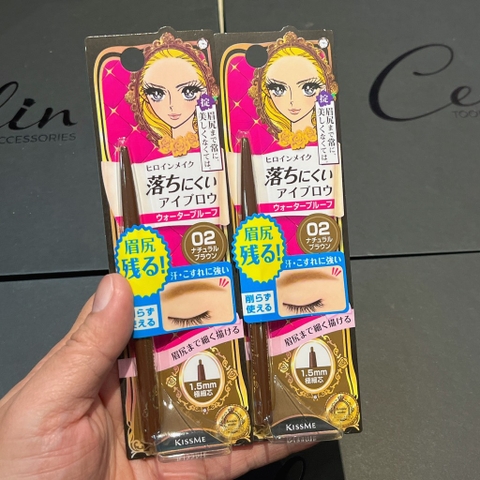 lin
CCESSORIES
Ce
TOO
掟
眉尻まで常に、
美しくなくては
ヒロインメイク
落ちにくい
アイブロウ
ウォータープルーフ
02
ナチュラル
ブラウン
眉尻
残る!
汗・こすれに強い
削らず
使える
眉尻まで細く描ける
1.5mm
極細芯
KISSME
掟
眉尻まで常に、
美しくなくては
ヒロインメイク
落ちにくい
アイブロウ
ウォータープルーフ
02
ナチュラル
ブラウン
眉尻
残る!
汗・こすれに強い
削らず
使える
眉尻まで細く描ける
1.5mm
極細芯
KISSME